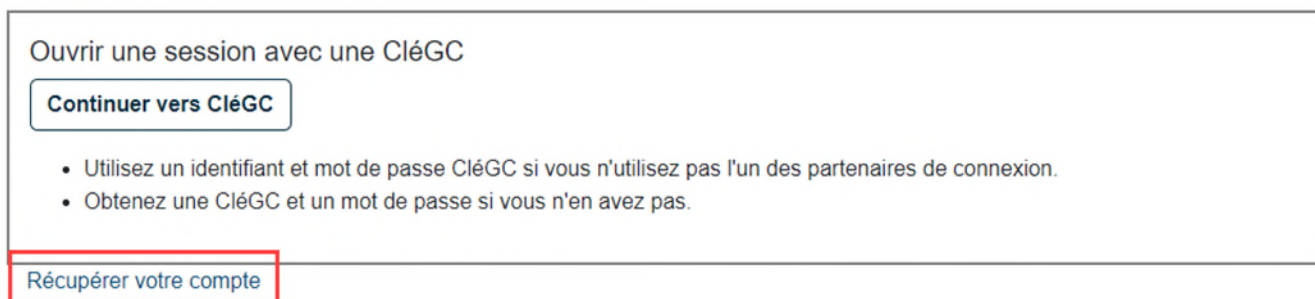 Ouvrir une session avec une CléGC
Continuer vers CléGC
• Utilisez un identifiant et mot de passe CléGC si vous n'utilisez pas l'un des partenaires de connexion.
• Obtenez une CléGC et un mot de passe si vous n'en avez pas.
Récupérer votre compte